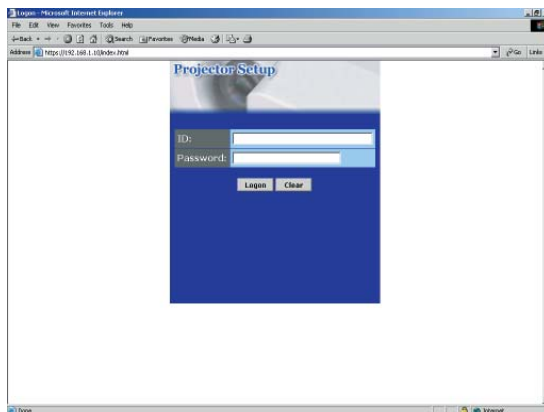 Logon - Microsoft Internet Explorer
File Edit View Favorites Tools Help
Back Search Favorites Media
Address https://192.168.1.10/index.html Go Links
Projector Setup
ID:
Password:
Logon Clear
Done Internet